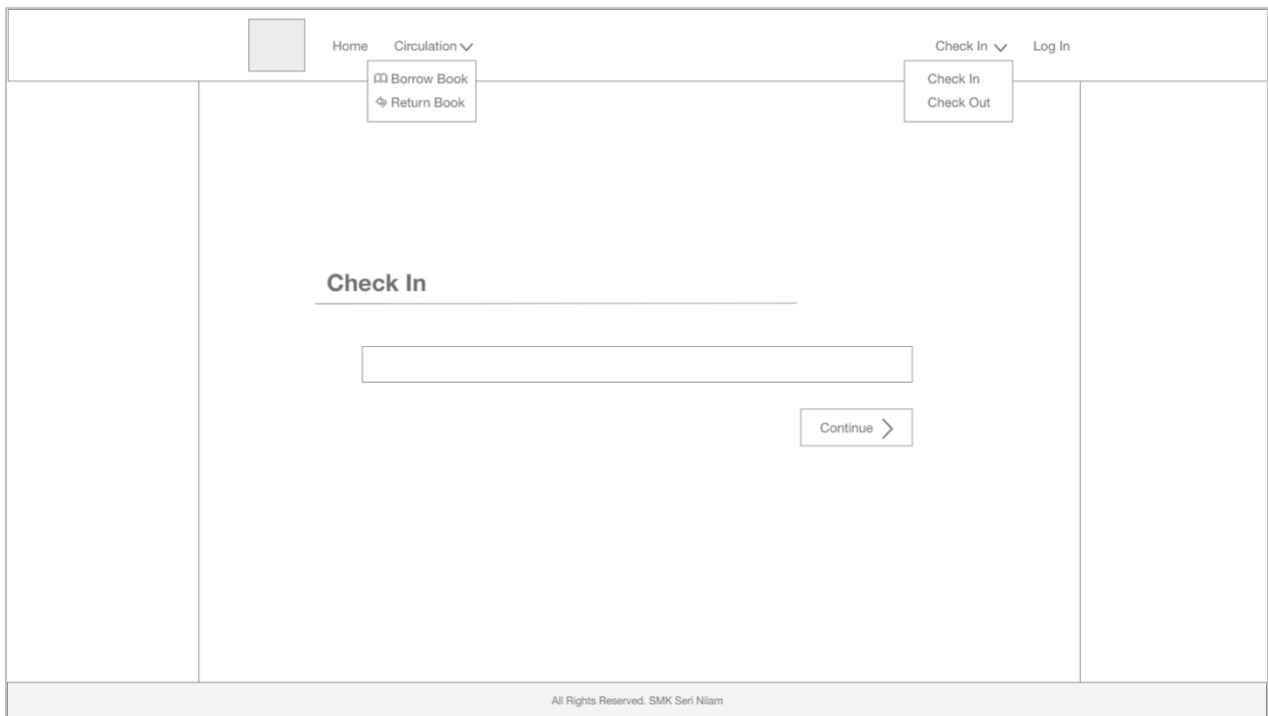 Home Circulation Check In Log In
Borrow Book
Return Book
Check In
Check Out
Check In
Continue
All Rights Reserved. SMK Seri Nilam